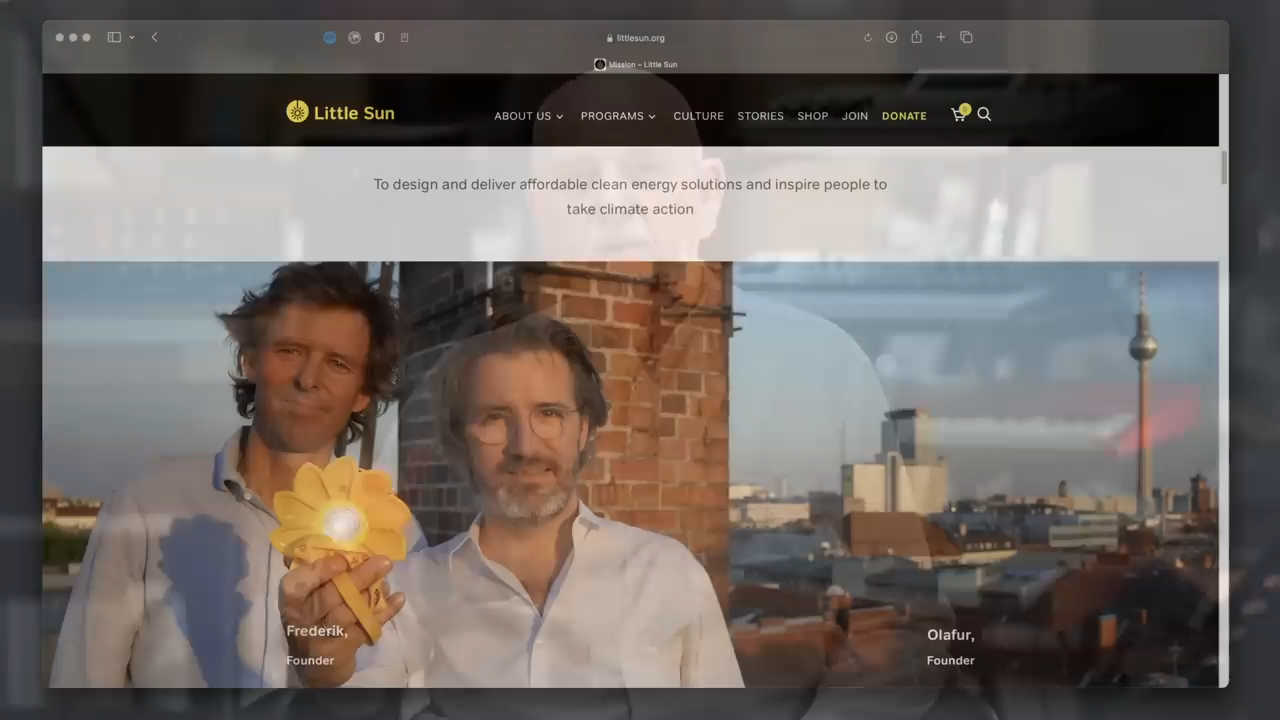 littlesun.org
Mission – Little Sun
Little Sun
ABOUT US
PROGRAMS
CULTURE
STORIES
SHOP
JOIN
DONATE
0
To design and deliver affordable clean energy solutions and inspire people to
take climate action
Frederik,
Founder
Olafur,
Founder